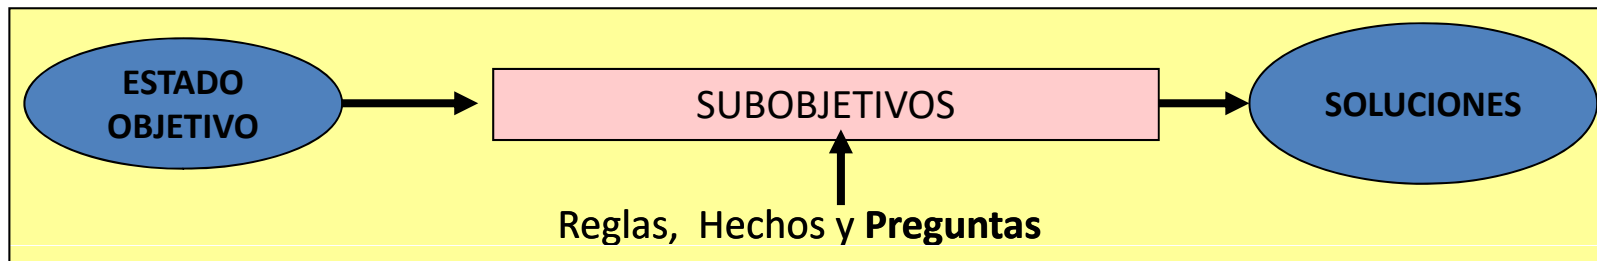 ESTADO
OBJETIVO
SUBOBJETIVOS
SOLUCIONES
Reglas, Hechos y Preguntas